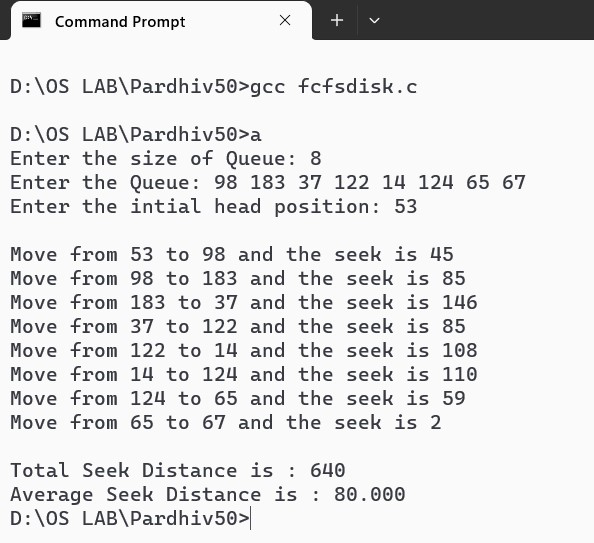 Command Prompt
D:\OS LAB\Pardhiv50>gcc fcfsdisk.c
D:\OS LAB\Pardhiv50>a
Enter the size of Queue: 8
Enter the Queue: 98 183 37 122 14 124 65 67
Enter the intial head position: 53
Move from 53 to 98 and the seek is 45
Move from 98 to 183 and the seek is 85
Move from 183 to 37 and the seek is 146
Move from 37 to 122 and the seek is 85
Move from 122 to 14 and the seek is 108
Move from 14 to 124 and the seek is 110
Move from 124 to 65 and the seek is 59
Move from 65 to 67 and the seek is 2
Total Seek Distance is : 640
Average Seek Distance is : 80.000
D:\OS LAB\Pardhiv50>